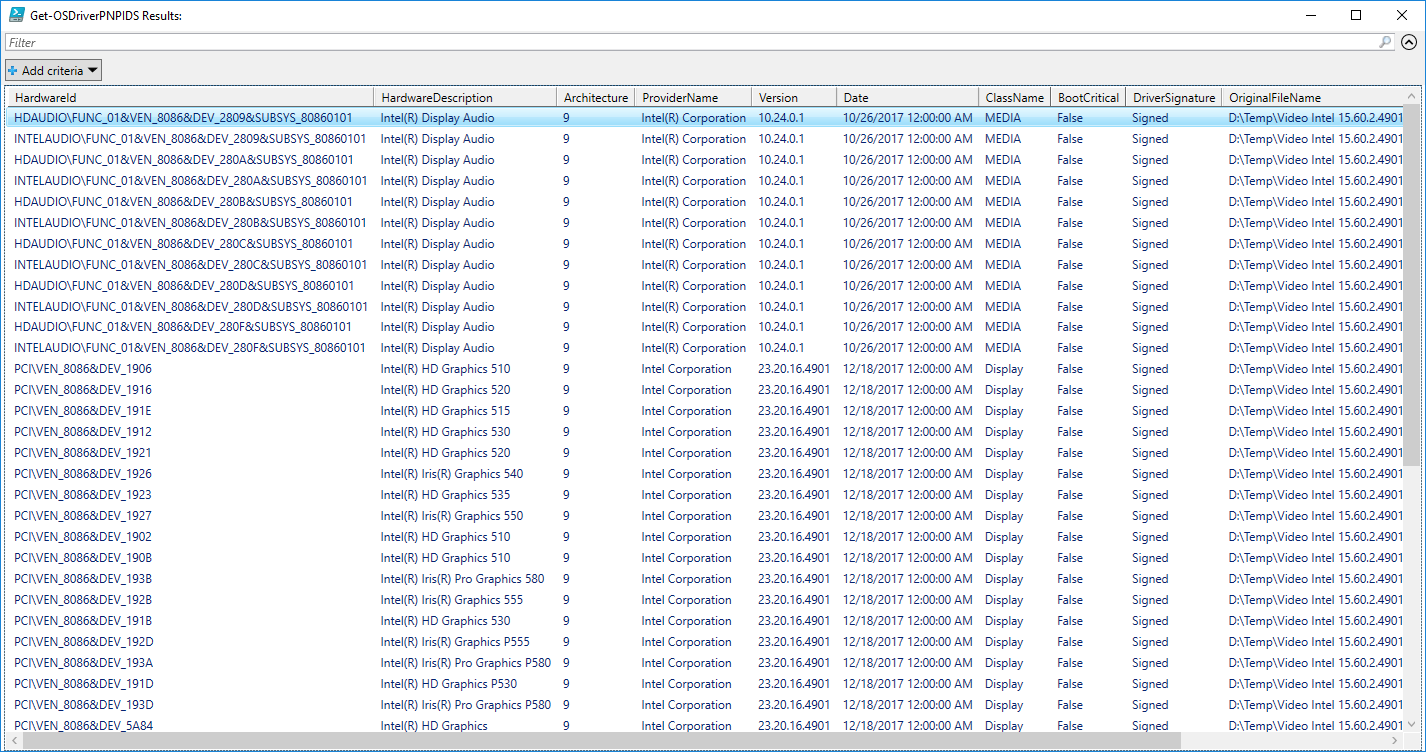 Get-OSDriverPNPIDS Results:
Filter
Add criteria
HardwareId HardwareDescription Architecture ProviderName Version Date ClassName BootCritical DriverSignature OriginalFileName
HDAUDIO\FUNC_01&VEN_8086&DEV_2809&SUBSYS_80860101 Intel(R) Display Audio 9 Intel(R) Corporation 10.24.0.1 10/26/2017 12:00:00 AM MEDIA False Signed D:\Temp\Video Intel 15.60.2.4901
INTELAUDIO\FUNC_01&VEN_8086&DEV_2809&SUBSYS_80860101 Intel(R) Display Audio 9 Intel(R) Corporation 10.24.0.1 10/26/2017 12:00:00 AM MEDIA False Signed D:\Temp\Video Intel 15.60.2.4901
HDAUDIO\FUNC_01&VEN_8086&DEV_280A&SUBSYS_80860101 Intel(R) Display Audio 9 Intel(R) Corporation 10.24.0.1 10/26/2017 12:00:00 AM MEDIA False Signed D:\Temp\Video Intel 15.60.2.4901
INTELAUDIO\FUNC_01&VEN_8086&DEV_280A&SUBSYS_80860101 Intel(R) Display Audio 9 Intel(R) Corporation 10.24.0.1 10/26/2017 12:00:00 AM MEDIA False Signed D:\Temp\Video Intel 15.60.2.4901
HDAUDIO\FUNC_01&VEN_8086&DEV_280B&SUBSYS_80860101 Intel(R) Display Audio 9 Intel(R) Corporation 10.24.0.1 10/26/2017 12:00:00 AM MEDIA False Signed D:\Temp\Video Intel 15.60.2.4901
INTELAUDIO\FUNC_01&VEN_8086&DEV_280B&SUBSYS_80860101 Intel(R) Display Audio 9 Intel(R) Corporation 10.24.0.1 10/26/2017 12:00:00 AM MEDIA False Signed D:\Temp\Video Intel 15.60.2.4901
HDAUDIO\FUNC_01&VEN_8086&DEV_280C&SUBSYS_80860101 Intel(R) Display Audio 9 Intel(R) Corporation 10.24.0.1 10/26/2017 12:00:00 AM MEDIA False Signed D:\Temp\Video Intel 15.60.2.4901
INTELAUDIO\FUNC_01&VEN_8086&DEV_280C&SUBSYS_80860101 Intel(R) Display Audio 9 Intel(R) Corporation 10.24.0.1 10/26/2017 12:00:00 AM MEDIA False Signed D:\Temp\Video Intel 15.60.2.4901
HDAUDIO\FUNC_01&VEN_8086&DEV_280D&SUBSYS_80860101 Intel(R) Display Audio 9 Intel(R) Corporation 10.24.0.1 10/26/2017 12:00:00 AM MEDIA False Signed D:\Temp\Video Intel 15.60.2.4901
INTELAUDIO\FUNC_01&VEN_8086&DEV_280D&SUBSYS_80860101 Intel(R) Display Audio 9 Intel(R) Corporation 10.24.0.1 10/26/2017 12:00:00 AM MEDIA False Signed D:\Temp\Video Intel 15.60.2.4901
HDAUDIO\FUNC_01&VEN_8086&DEV_280F&SUBSYS_80860101 Intel(R) Display Audio 9 Intel(R) Corporation 10.24.0.1 10/26/2017 12:00:00 AM MEDIA False Signed D:\Temp\Video Intel 15.60.2.4901
INTELAUDIO\FUNC_01&VEN_8086&DEV_280F&SUBSYS_80860101 Intel(R) Display Audio 9 Intel(R) Corporation 10.24.0.1 10/26/2017 12:00:00 AM MEDIA False Signed D:\Temp\Video Intel 15.60.2.4901
PCI\VEN_8086&DEV_1906 Intel(R) HD Graphics 510 9 Intel Corporation 23.20.16.4901 12/18/2017 12:00:00 AM Display False Signed D:\Temp\Video Intel 15.60.2.4901
PCI\VEN_8086&DEV_1916 Intel(R) HD Graphics 520 9 Intel Corporation 23.20.16.4901 12/18/2017 12:00:00 AM Display False Signed D:\Temp\Video Intel 15.60.2.4901
PCI\VEN_8086&DEV_191E Intel(R) HD Graphics 515 9 Intel Corporation 23.20.16.4901 12/18/2017 12:00:00 AM Display False Signed D:\Temp\Video Intel 15.60.2.4901
PCI\VEN_8086&DEV_1912 Intel(R) HD Graphics 530 9 Intel Corporation 23.20.16.4901 12/18/2017 12:00:00 AM Display False Signed D:\Temp\Video Intel 15.60.2.4901
PCI\VEN_8086&DEV_1921 Intel(R) HD Graphics 520 9 Intel Corporation 23.20.16.4901 12/18/2017 12:00:00 AM Display False Signed D:\Temp\Video Intel 15.60.2.4901
PCI\VEN_8086&DEV_1926 Intel(R) Iris(R) Graphics 540 9 Intel Corporation 23.20.16.4901 12/18/2017 12:00:00 AM Display False Signed D:\Temp\Video Intel 15.60.2.4901
PCI\VEN_8086&DEV_1923 Intel(R) HD Graphics 535 9 Intel Corporation 23.20.16.4901 12/18/2017 12:00:00 AM Display False Signed D:\Temp\Video Intel 15.60.2.4901
PCI\VEN_8086&DEV_1927 Intel(R) Iris(R) Graphics 550 9 Intel Corporation 23.20.16.4901 12/18/2017 12:00:00 AM Display False Signed D:\Temp\Video Intel 15.60.2.4901
PCI\VEN_8086&DEV_1902 Intel(R) HD Graphics 510 9 Intel Corporation 23.20.16.4901 12/18/2017 12:00:00 AM Display False Signed D:\Temp\Video Intel 15.60.2.4901
PCI\VEN_8086&DEV_190B Intel(R) HD Graphics 510 9 Intel Corporation 23.20.16.4901 12/18/2017 12:00:00 AM Display False Signed D:\Temp\Video Intel 15.60.2.4901
PCI\VEN_8086&DEV_193B Intel(R) Iris(R) Pro Graphics 580 9 Intel Corporation 23.20.16.4901 12/18/2017 12:00:00 AM Display False Signed D:\Temp\Video Intel 15.60.2.4901
PCI\VEN_8086&DEV_192B Intel(R) Iris(R) Graphics 555 9 Intel Corporation 23.20.16.4901 12/18/2017 12:00:00 AM Display False Signed D:\Temp\Video Intel 15.60.2.4901
PCI\VEN_8086&DEV_191B Intel(R) HD Graphics 530 9 Intel Corporation 23.20.16.4901 12/18/2017 12:00:00 AM Display False Signed D:\Temp\Video Intel 15.60.2.4901
PCI\VEN_8086&DEV_192D Intel(R) Iris(R) Graphics P555 9 Intel Corporation 23.20.16.4901 12/18/2017 12:00:00 AM Display False Signed D:\Temp\Video Intel 15.60.2.4901
PCI\VEN_8086&DEV_193A Intel(R) Iris(R) Pro Graphics P580 9 Intel Corporation 23.20.16.4901 12/18/2017 12:00:00 AM Display False Signed D:\Temp\Video Intel 15.60.2.4901
PCI\VEN_8086&DEV_191D Intel(R) HD Graphics P530 9 Intel Corporation 23.20.16.4901 12/18/2017 12:00:00 AM Display False Signed D:\Temp\Video Intel 15.60.2.4901
PCI\VEN_8086&DEV_193D Intel(R) Iris(R) Pro Graphics P580 9 Intel Corporation 23.20.16.4901 12/18/2017 12:00:00 AM Display False Signed D:\Temp\Video Intel 15.60.2.4901
PCI\VEN_8086&DEV_5A84 Intel(R) HD Graphics 9 Intel Corporation 23.20.16.4901 12/18/2017 12:00:00 AM Display False Signed D:\Temp\Video Intel 15.60.2.4901